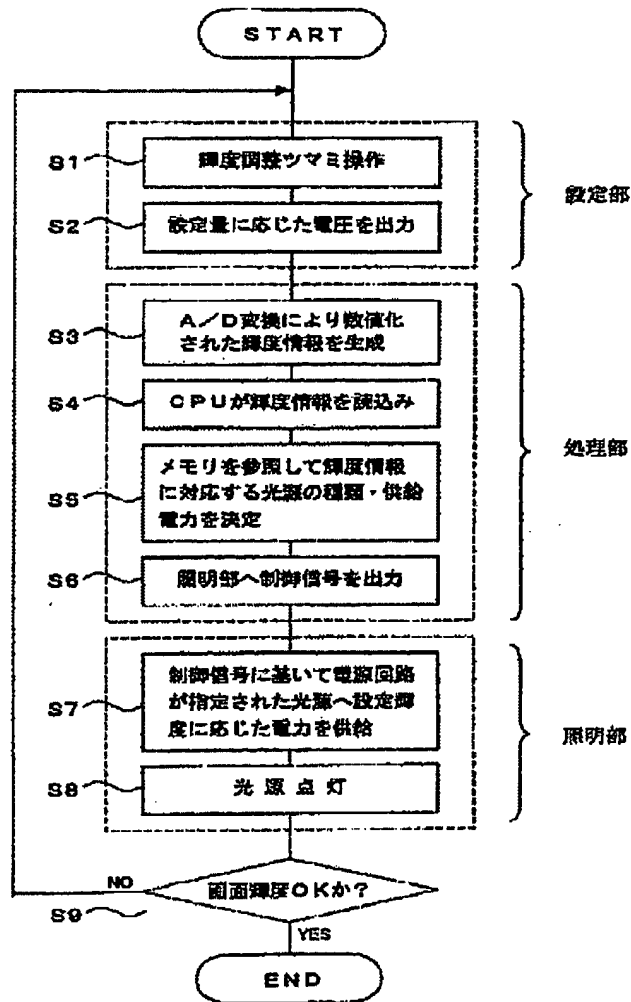 START
S1
輝度調整ツマミ操作
S2
設定量に応じた電圧を出力
設定部
S3
A/D変換により数値化
された輝度情報を生成
S4
CPUが輝度情報を読込み
S5
メモリを参照して輝度情報
に対応する光源の種類・供給
電力を決定
S6
照明部へ制御信号を出力
処理部
S7
制御信号に基いて電源回路
が指定された光源へ設定輝
度に応じた電力を供給
S8
光源点灯
照明部
NO
画面輝度OKか?
S9
YES
END